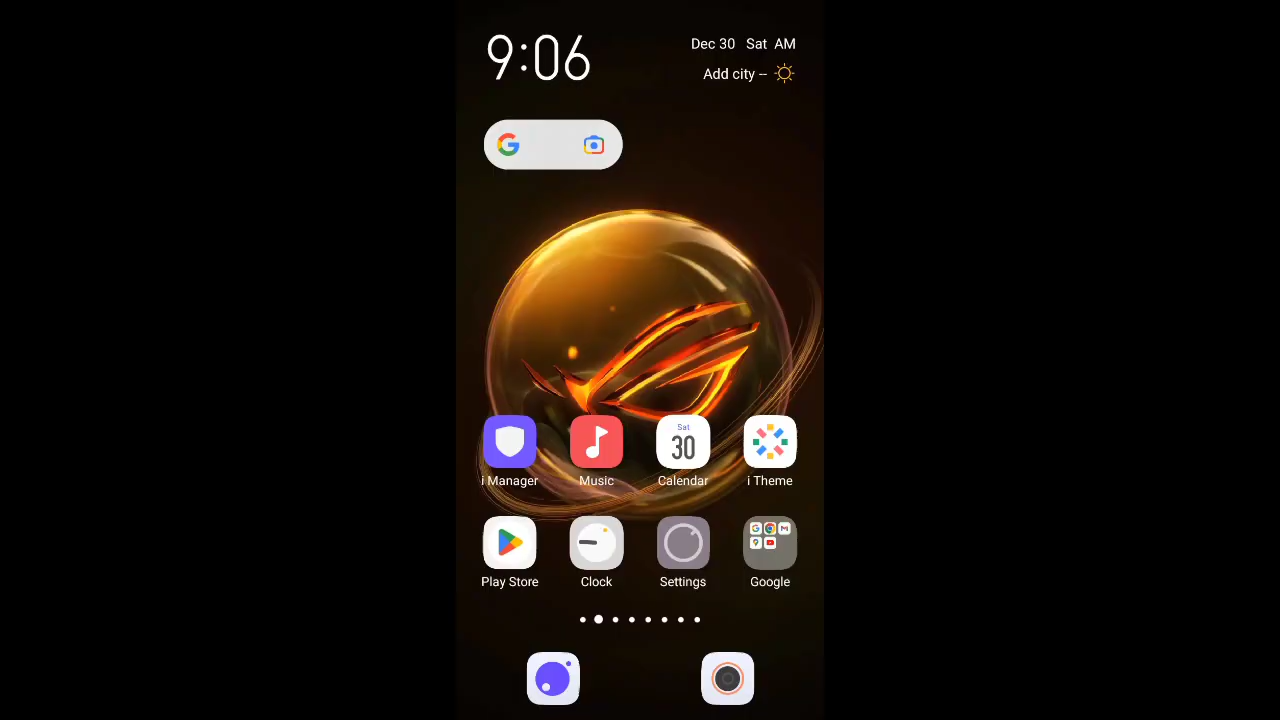 9:06
Dec 30 Sat AM
Add city --
i Manager
Music
Sat
30
Calendar
i Theme
Play Store
Clock
Settings
Google